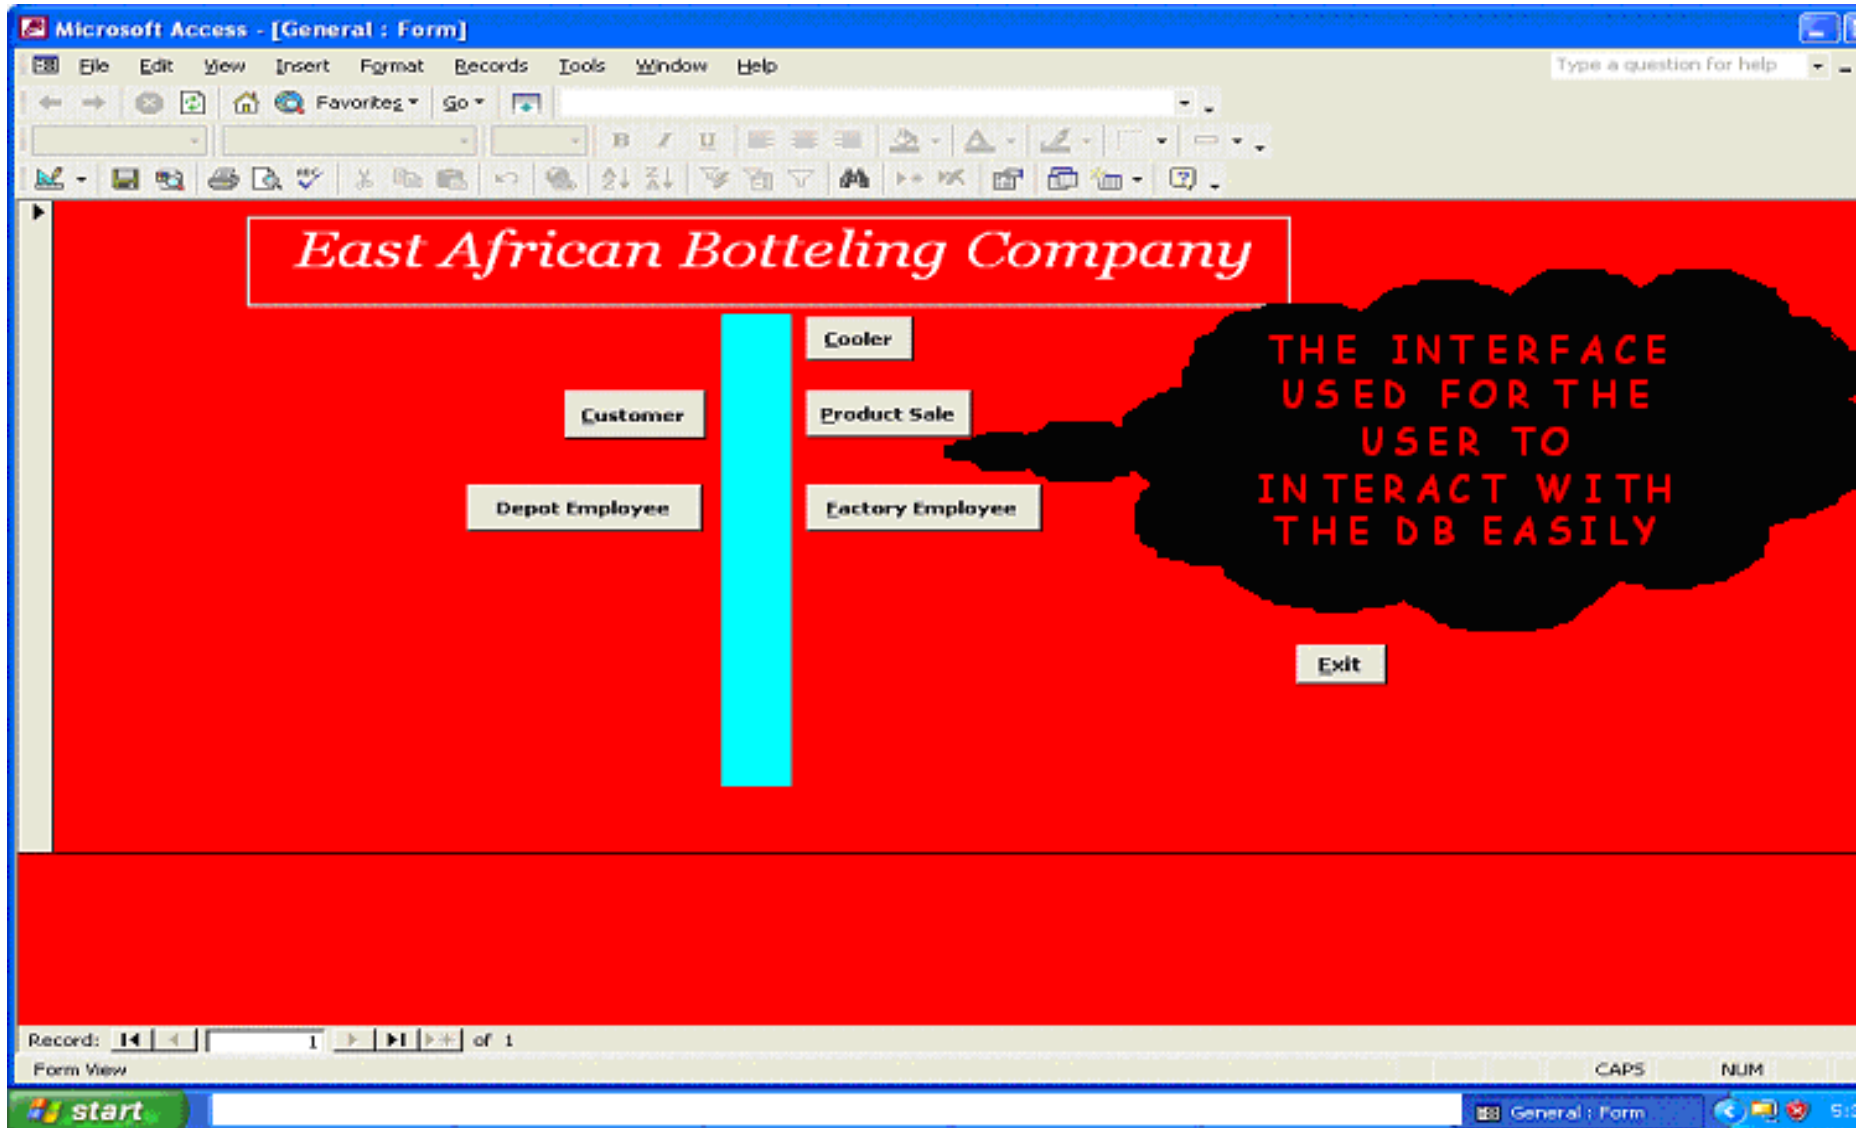 Microsoft Access - [General : Form]
File Edit View Insert Format Records Tools Window Help
Type a question for help
Favorites Go
B I U
East African Botteling Company
Cooler
Customer
Product Sale
Depot Employee
Factory Employee
THE INTERFACE
USED FOR THE
USER TO
INTERACT WITH
THE DB EASILY
Exit
Record: 1 of 1
Form View
CAPS NUM
start
General : Form